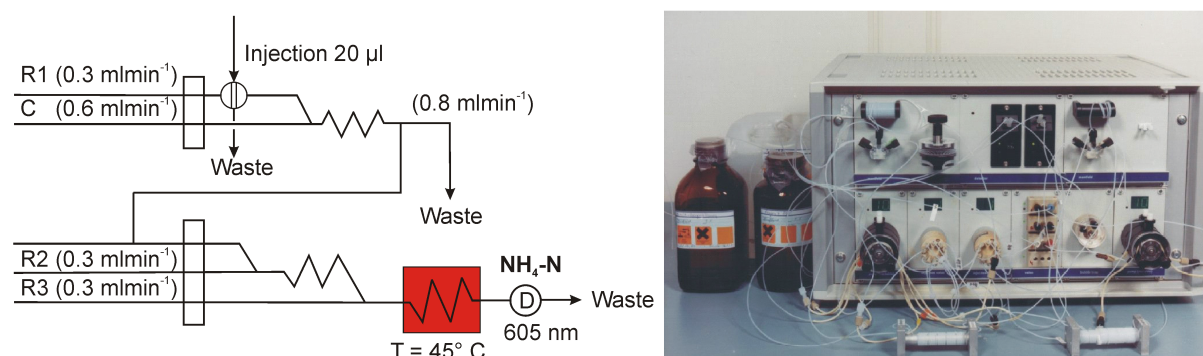 Injection 20 µl
R1 (0.3 mlmin⁻¹)
C (0.6 mlmin⁻¹)
(0.8 mlmin⁻¹)
Waste
Waste
R2 (0.3 mlmin⁻¹)
R3 (0.3 mlmin⁻¹)
NH₄-N
D
Waste
605 nm
T = 45° C